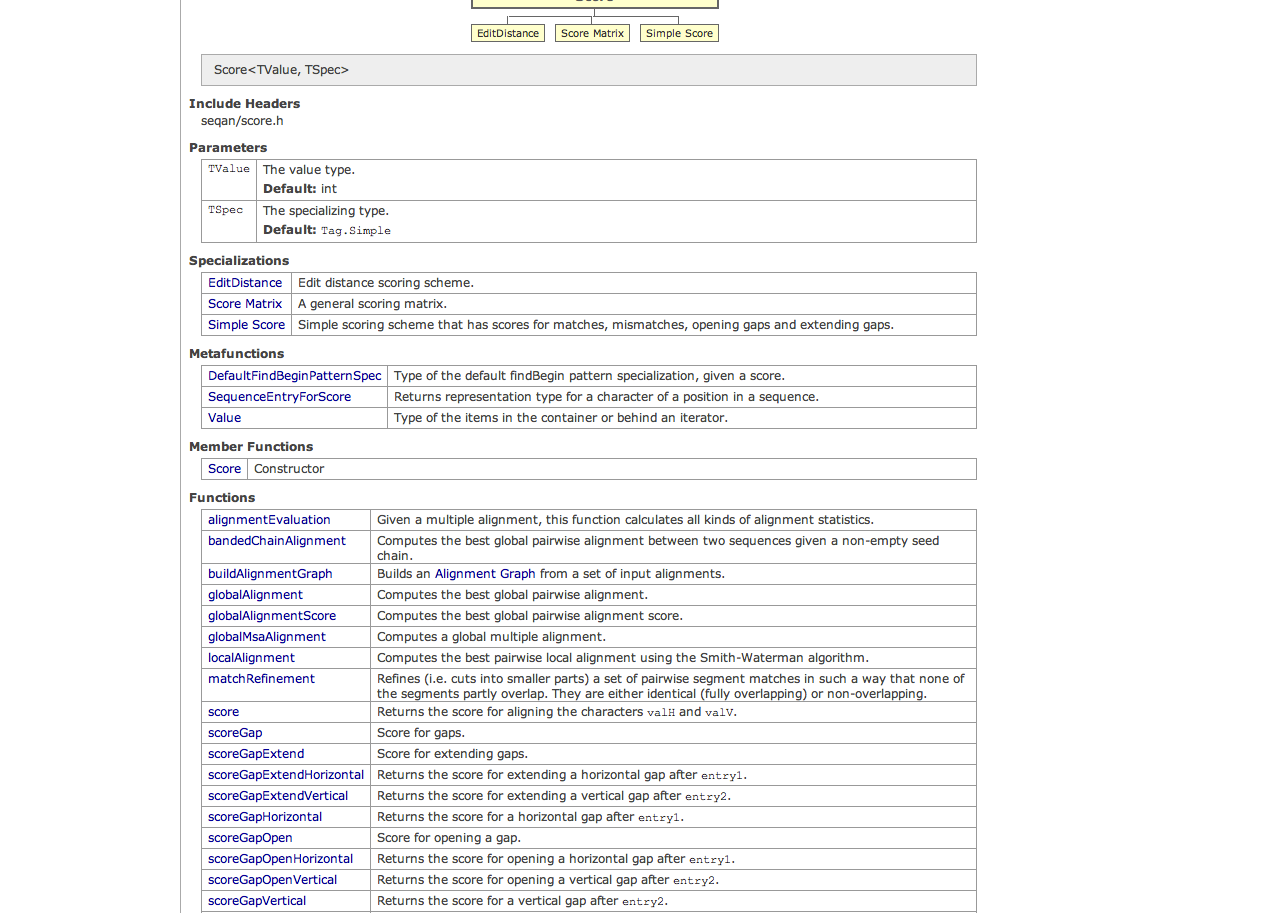 EditDistance Score Matrix Simple Score
Score<TValue, TSpec>
Include Headers
seqan/score.h
Parameters
TValue The value type.
Default: int
TSpec The specializing type.
Default: Tag.Simple
Specializations
EditDistance Edit distance scoring scheme.
Score Matrix A general scoring matrix.
Simple Score Simple scoring scheme that has scores for matches, mismatches, opening gaps and extending gaps.
Metafunctions
DefaultFindBeginPatternSpec Type of the default findBegin pattern specialization, given a score.
SequenceEntryForScore Returns representation type for a character of a position in a sequence.
Value Type of the items in the container or behind an iterator.
Member Functions
Score Constructor
Functions
alignmentEvaluation Given a multiple alignment, this function calculates all kinds of alignment statistics.
bandedChainAlignment Computes the best global pairwise alignment between two sequences given a non-empty seed
chain.
buildAlignmentGraph Builds an Alignment Graph from a set of input alignments.
globalAlignment Computes the best global pairwise alignment.
globalAlignmentScore Computes the best global pairwise alignment score.
globalMsaAlignment Computes a global multiple alignment.
localAlignment Computes the best pairwise local alignment using the Smith-Waterman algorithm.
matchRefinement Refines (i.e. cuts into smaller parts) a set of pairwise segment matches in such a way that none of
the segments partly overlap. They are either identical (fully overlapping) or non-overlapping.
score Returns the score for aligning the characters valH and valV.
scoreGap Score for gaps.
scoreGapExtend Score for extending gaps.
scoreGapExtendHorizontal Returns the score for extending a horizontal gap after entry1.
scoreGapExtendVertical Returns the score for extending a vertical gap after entry2.
scoreGapHorizontal Returns the score for a horizontal gap after entry1.
scoreGapOpen Score for opening a gap.
scoreGapOpenHorizontal Returns the score for opening a horizontal gap after entry1.
scoreGapOpenVertical Returns the score for opening a vertical gap after entry2.
scoreGapVertical Returns the score for a vertical gap after entry2.